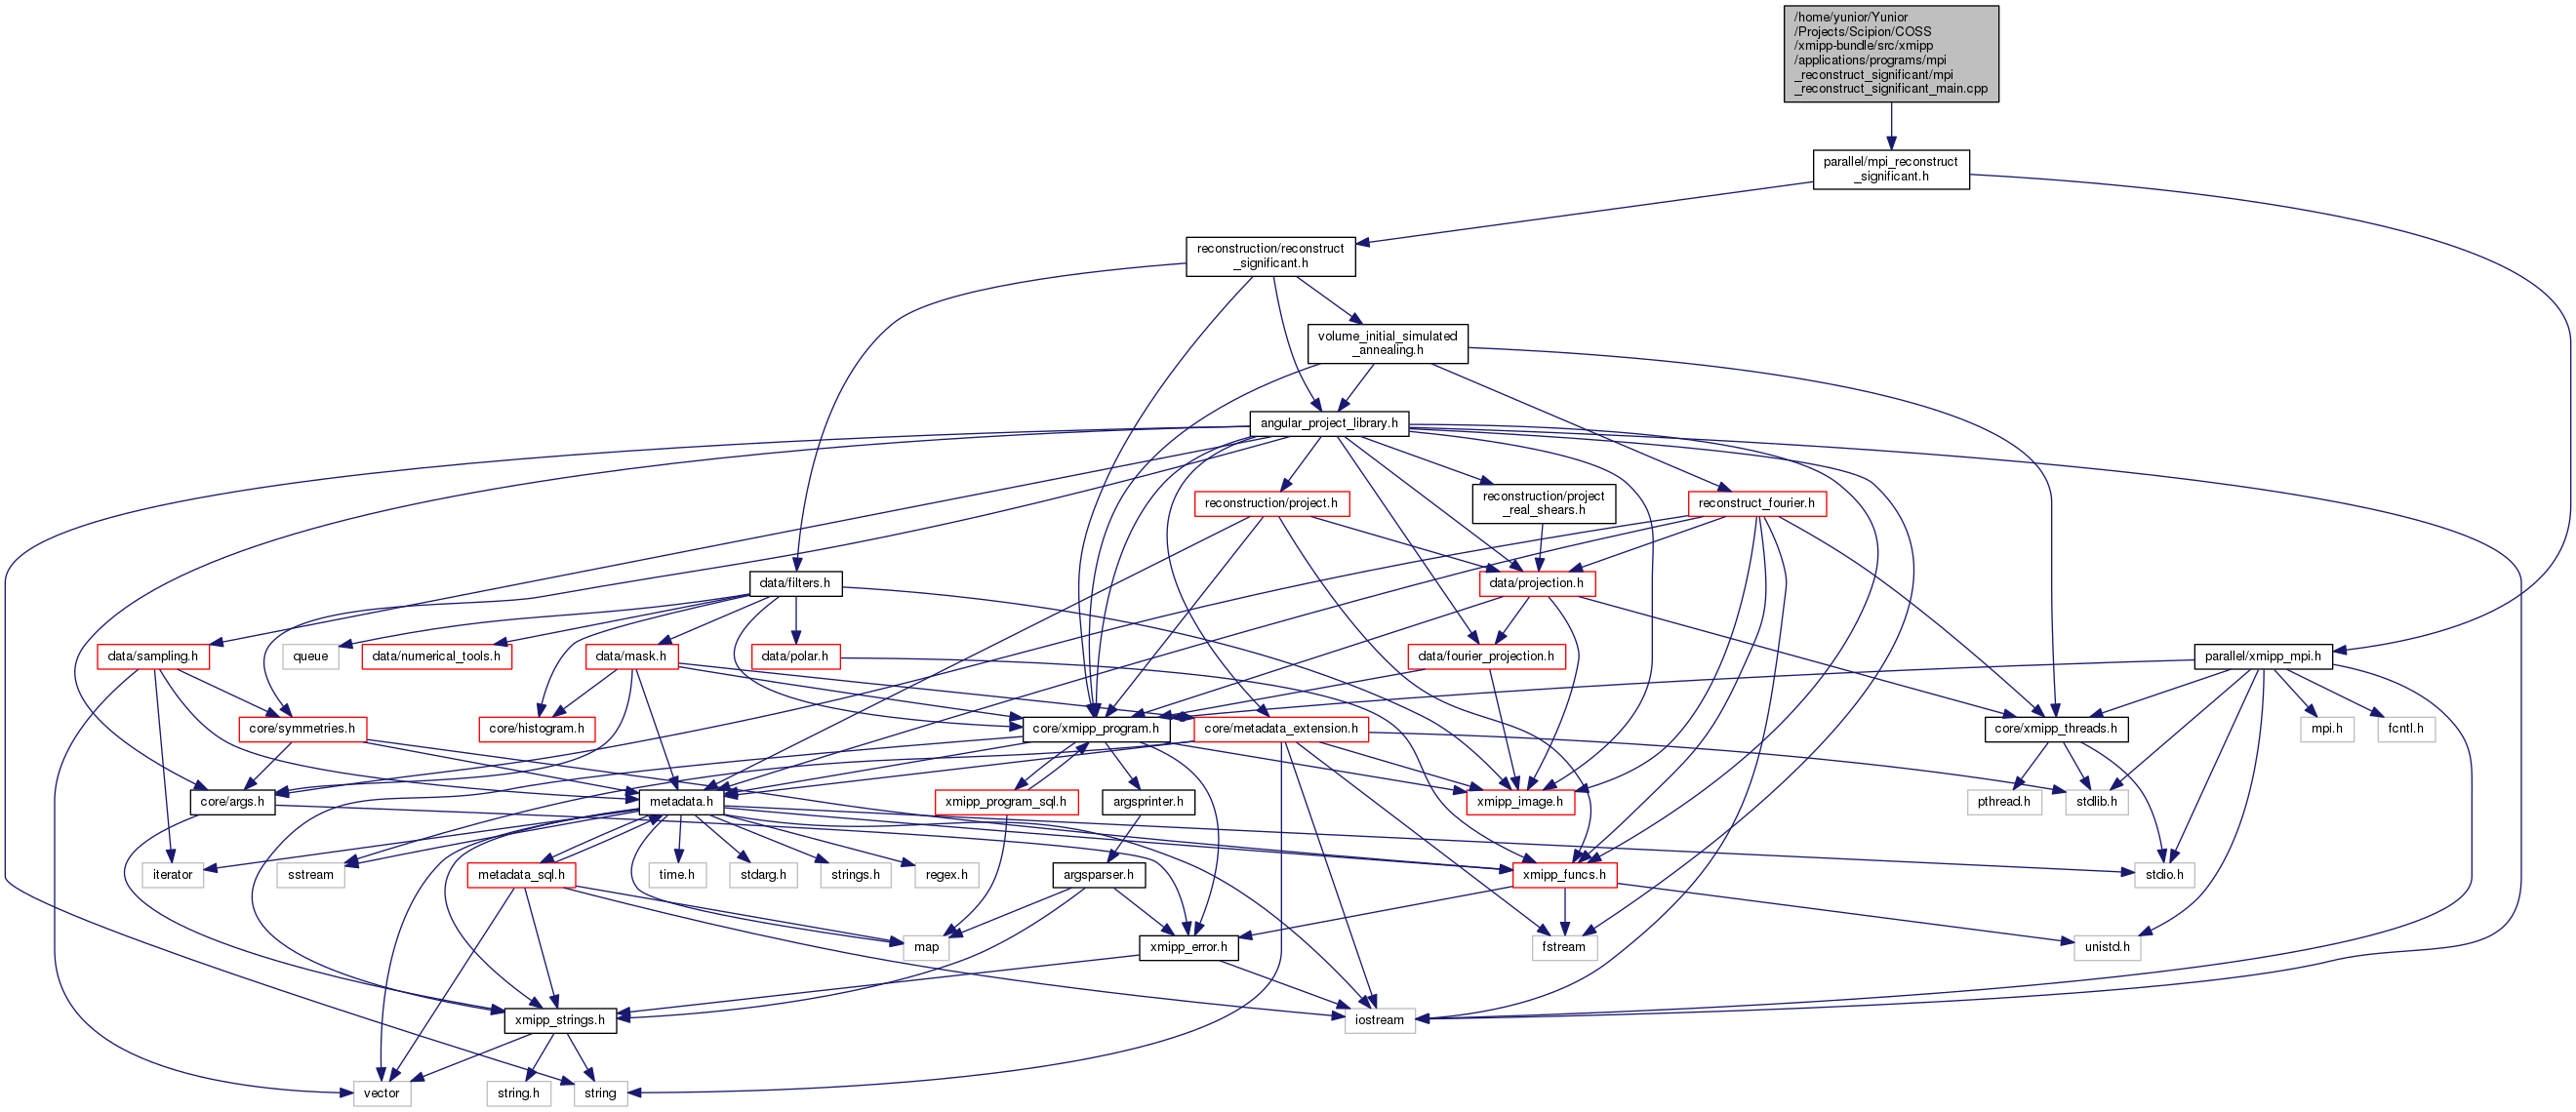 /home/yunior/Yunior
/Projects/Scipion/COSS
/xmipp-bundle/src/xmipp
/applications/programs/mpi
_reconstruct_significant/mpi
_reconstruct_significant_main.cpp
parallel/mpi_reconstruct
_significant.h
reconstruction/reconstruct
_significant.h
volume_initial_simulated
_annealing.h
angular_project_library.h
reconstruction/project.h
reconstruction/project
_real_shears.h
reconstruct_fourier.h
data/filters.h
data/projection.h
data/sampling.h
queue
data/numerical_tools.h
data/mask.h
data/polar.h
data/fourier_projection.h
parallel/xmipp_mpi.h
core/symmetries.h
core/histogram.h
core/xmipp_program.h
core/metadata_extension.h
core/xmipp_threads.h
mpi.h
fcntl.h
core/args.h
metadata.h
xmipp_program_sql.h
argsprinter.h
xmipp_image.h
pthread.h
stdlib.h
iterator
sstream
metadata_sql.h
time.h
stdarg.h
strings.h
regex.h
argsparser.h
xmipp_funcs.h
stdio.h
map
xmipp_error.h
fstream
unistd.h
xmipp_strings.h
iostream
vector
string.h
string